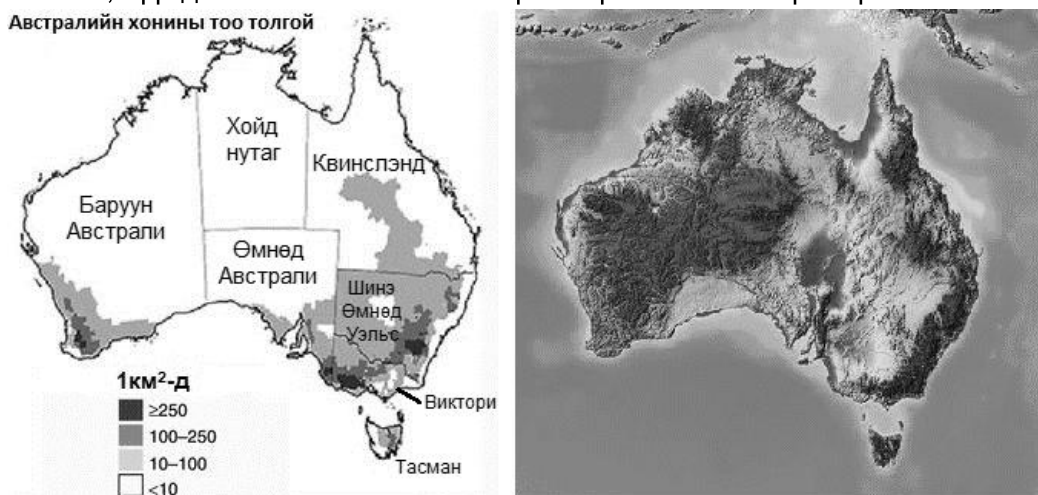 Австралийн хонины тоо толгой
Хойд
нутаг
Квинслэнд
Баруун
Австрали
Өмнөд
Австрали
Шинэ
Өмнөд
Уэльс
1км²-д
≥250
100–250
10–100
<10
Виктори
Тасман